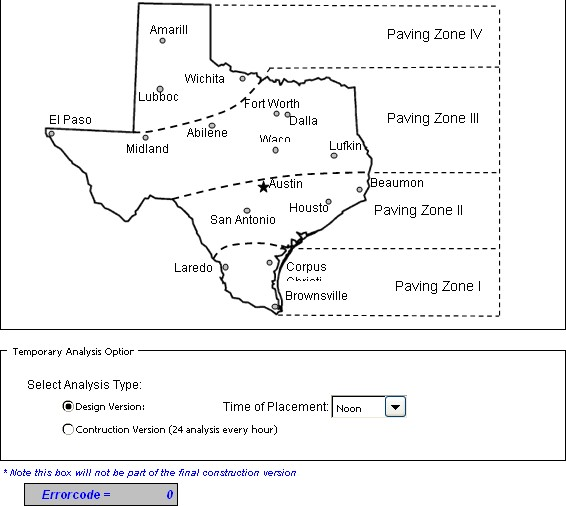 Amarill
Paving Zone IV
Wichita
Lubboc
Fort Worth
El Paso
Dalla
Paving Zone III
Abilene
Midland
Waco
Lufkin
Austin
Beaumon
Housto
San Antonio
Paving Zone II
Laredo
Corpus
Christi
Paving Zone I
Brownsville
Temporary Analysis Option
Select Analysis Type:
Design Version:
Time of Placement: Noon
Contruction Version (24 analysis every hour)
* Note this box will not be part of the final construction version
Errorcode = 0